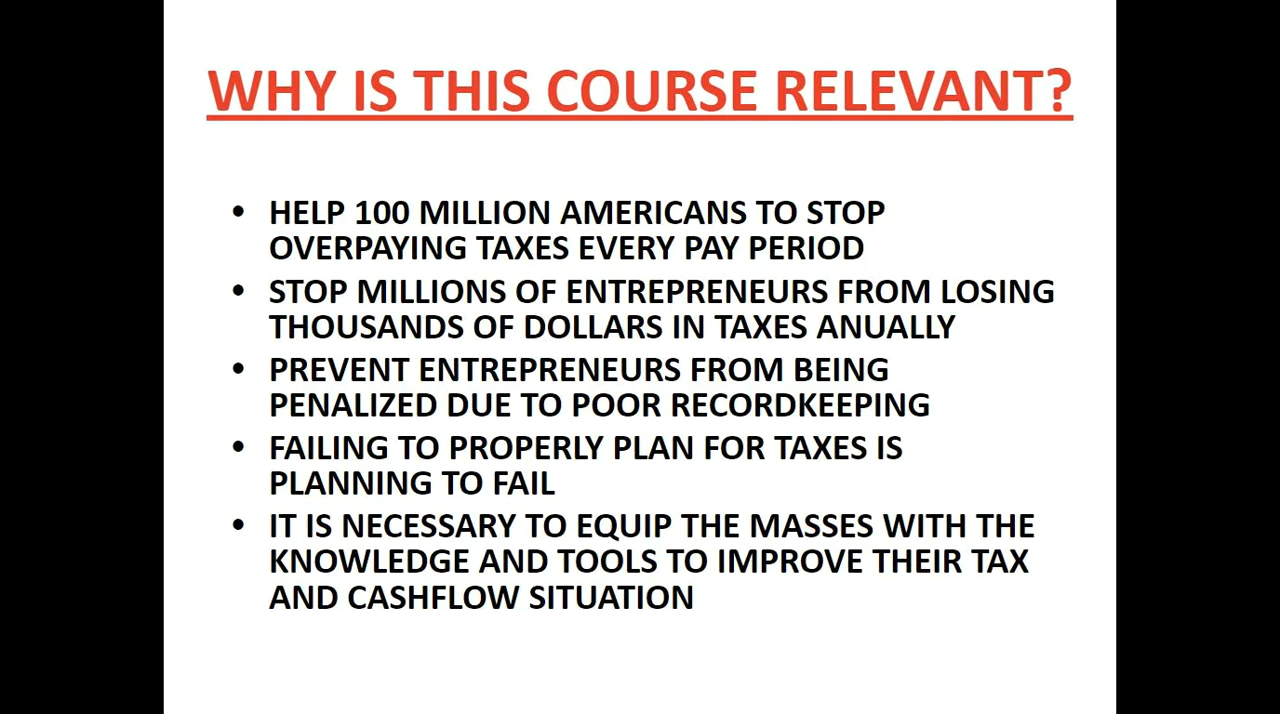 WHY IS THIS COURSE RELEVANT?
• HELP 100 MILLION AMERICANS TO STOP
OVERPAYING TAXES EVERY PAY PERIOD
• STOP MILLIONS OF ENTREPRENEURS FROM LOSING
THOUSANDS OF DOLLARS IN TAXES ANUALLY
• PREVENT ENTREPRENEURS FROM BEING
PENALIZED DUE TO POOR RECORDKEEPING
• FAILING TO PROPERLY PLAN FOR TAXES IS
PLANNING TO FAIL
• IT IS NECESSARY TO EQUIP THE MASSES WITH THE
KNOWLEDGE AND TOOLS TO IMPROVE THEIR TAX
AND CASHFLOW SITUATION